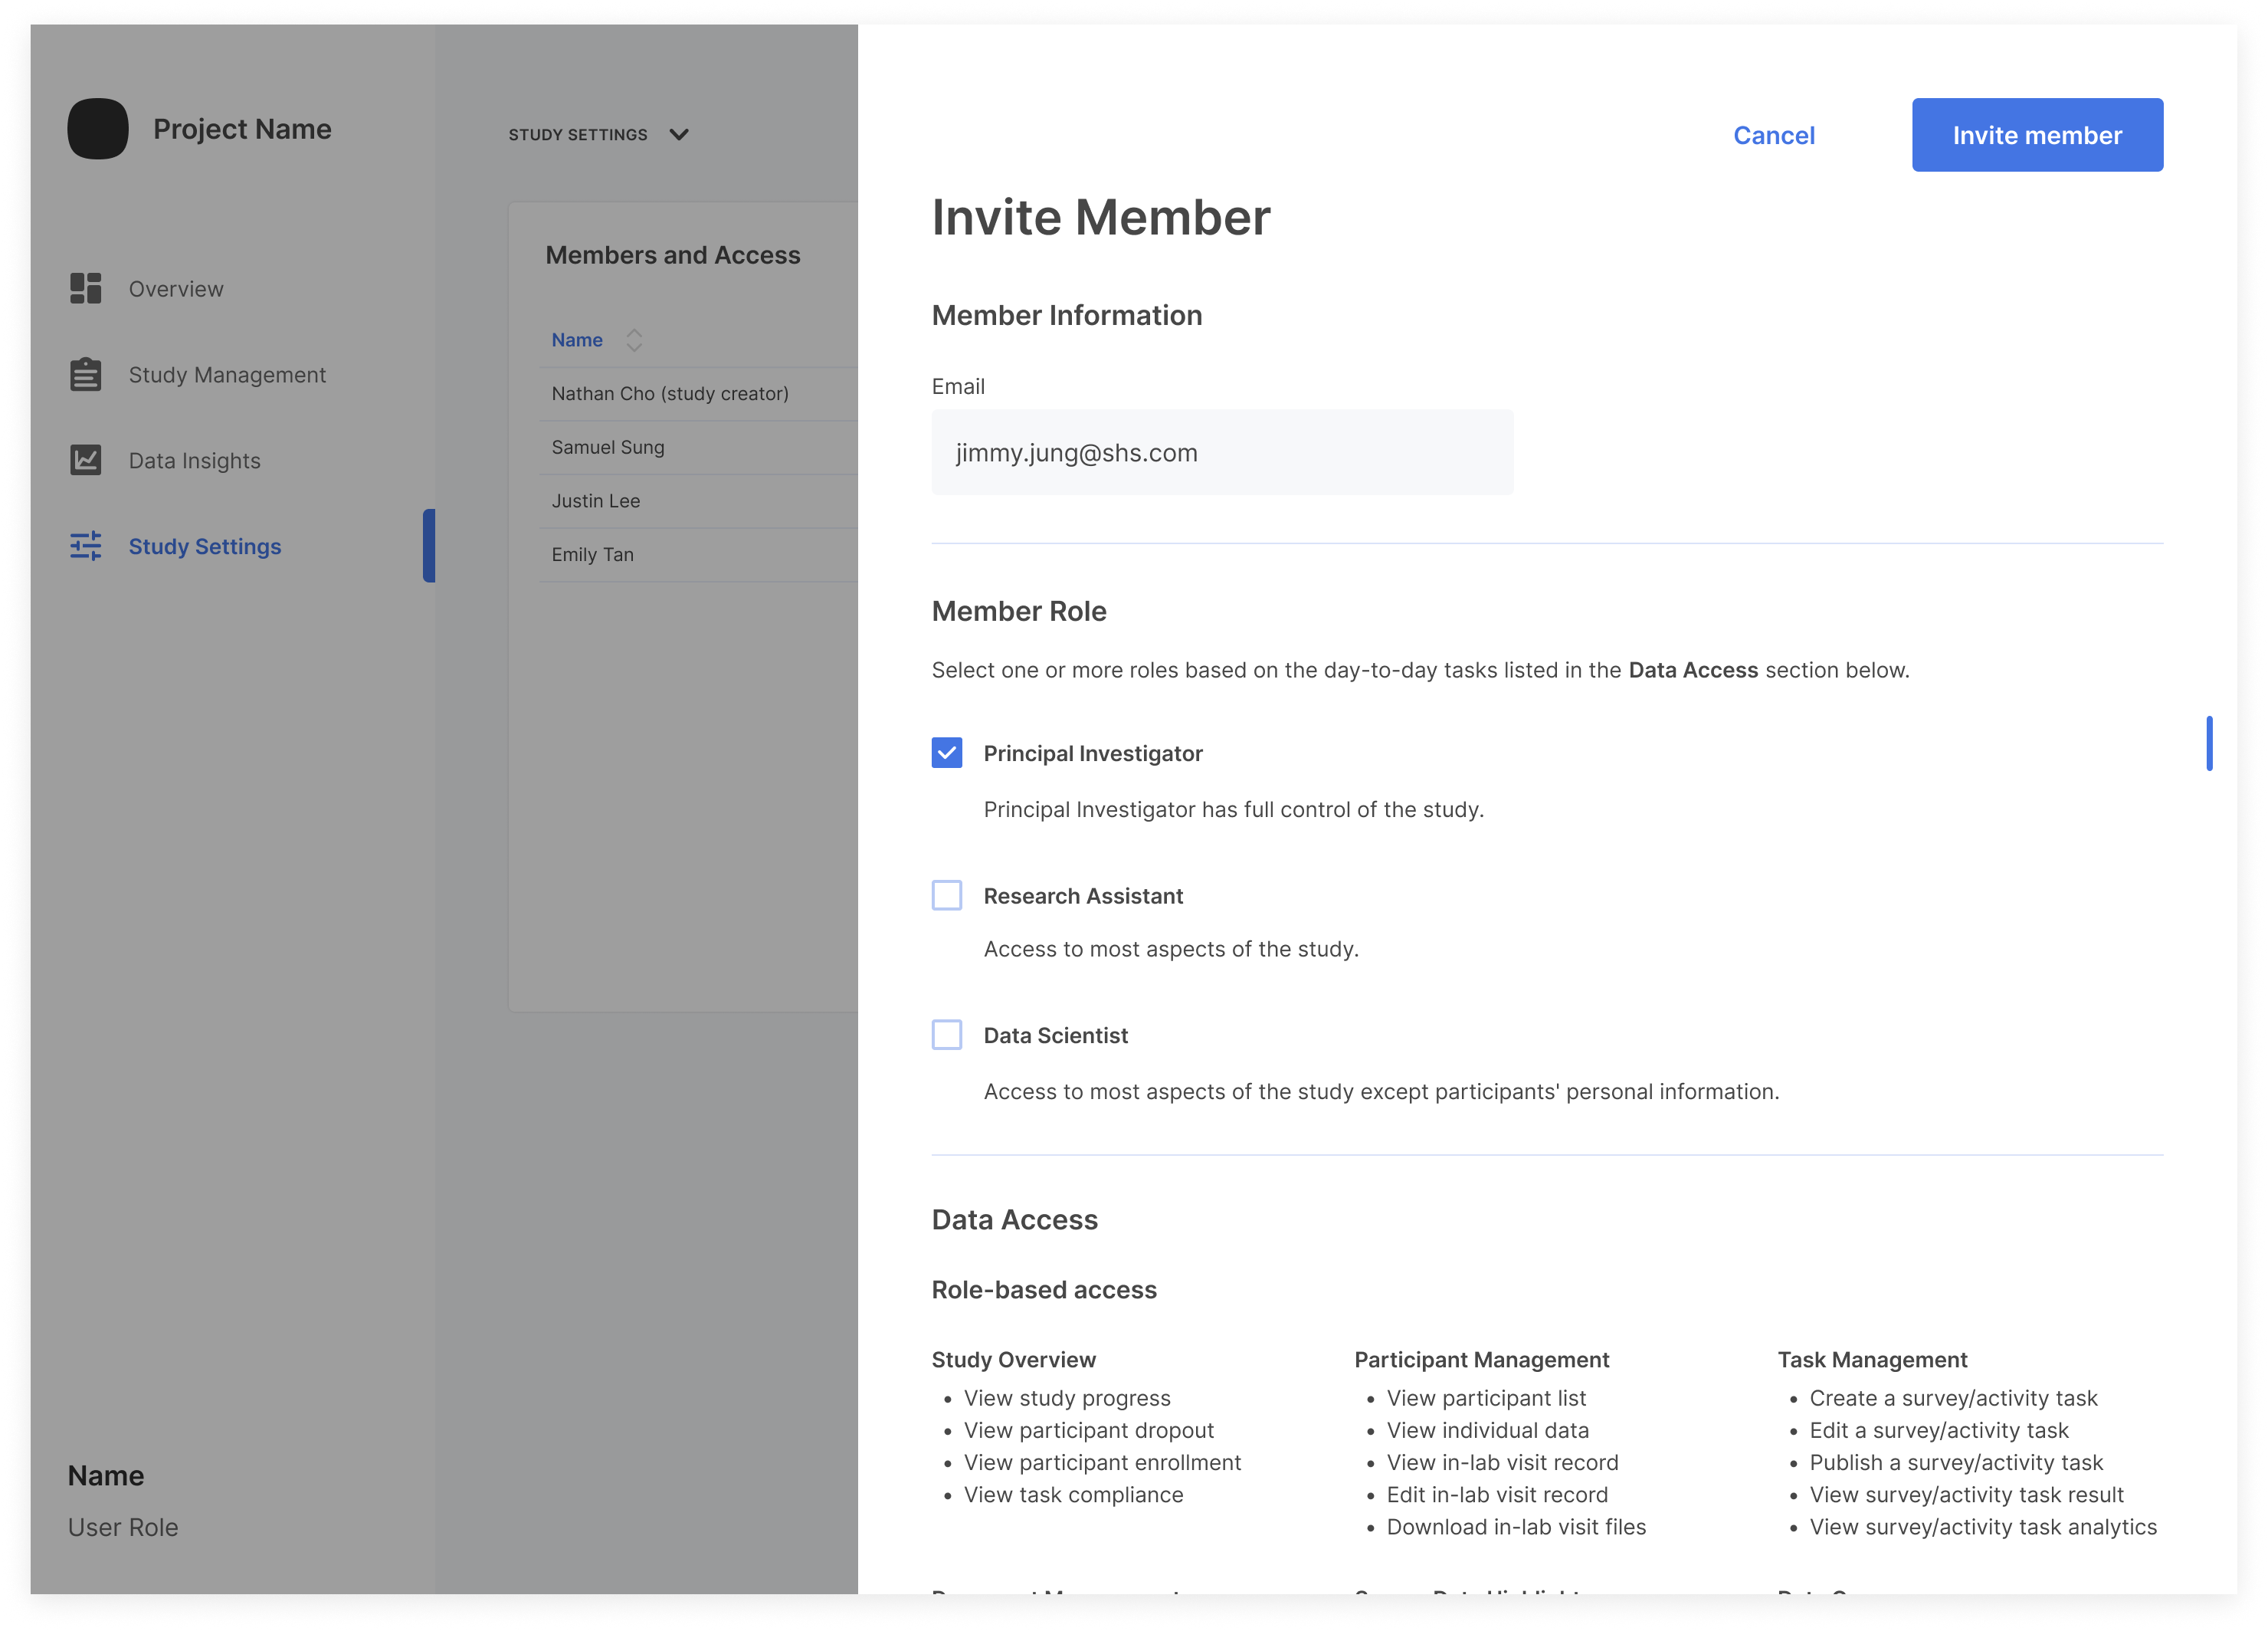 Project Name
Overview
Study Management
Data Insights
Study Settings
Name
User Role
STUDY SETTINGS
Members and Access
Name
Nathan Cho (study creator)
Samuel Sung
Justin Lee
Emily Tan
Cancel
Invite member
Invite Member
Member Information
Email
jimmy.jung@shs.com
Member Role
Select one or more roles based on the day-to-day tasks listed in the Data Access section below.
Principal Investigator
Principal Investigator has full control of the study.
Research Assistant
Access to most aspects of the study.
Data Scientist
Access to most aspects of the study except participants' personal information.
Data Access
Role-based access
Study Overview
• View study progress
• View participant dropout
• View participant enrollment
• View task compliance
Participant Management
• View participant list
• View individual data
• View in-lab visit record
• Edit in-lab visit record
• Download in-lab visit files
Task Management
• Create a survey/activity task
• Edit a survey/activity task
• Publish a survey/activity task
• View survey/activity task result
• View survey/activity task analytics